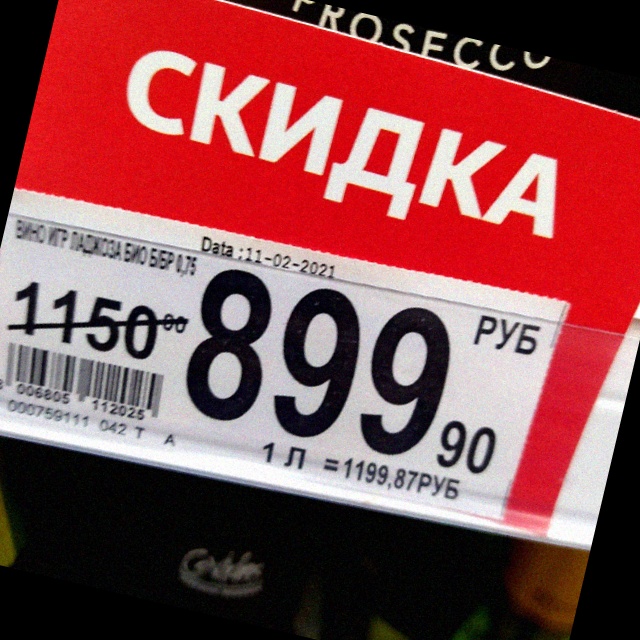 PROSECCO
СКИДКА
Data :11-02-2021
ВИНО ИГР ЛАДЖОЗА БИО Б/БР 0,75
1150 00
899 90
РУБ
006805 112025
000759111 042 Т А
1 Л =1199,87РУБ